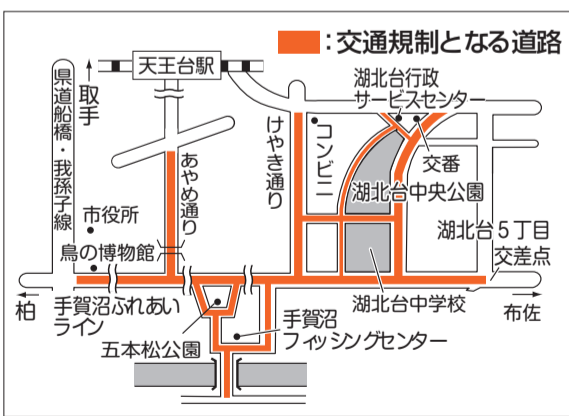 ：交通規制となる道路
天王台駅
県道船橋・我孫子線
取手
湖北台行政
サービスセンタ
けやき通り
コンビニ
交番
あやめ通り
湖北台中央公園
市役所
鳥の博物館
湖北台５丁目
交差点
柏
手賀沼ふれあい
ライン
五本松公園
手賀沼
フィッシングセンター
湖北台中学校
布佐